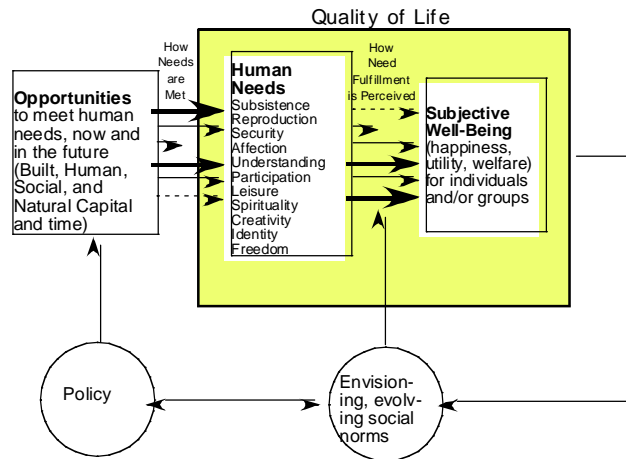 Quality of Life
How
Needs
are
Met
Opportunities
to meet human
needs, now and
in the future
(Built, Human,
Social, and
Natural Capital
and time)
Human
Needs
Subsistence
Reproduction
Security
Affection
Understanding
Participation
Leisure
Spirituality
Creativity
Identity
Freedom
How
Need
Fulfillment
is Perceived
Subjective
Well-Being
(happiness,
utility, welfare)
for individuals
and/or groups
Policy
Envision-
ing, evolv-
ing social
norms